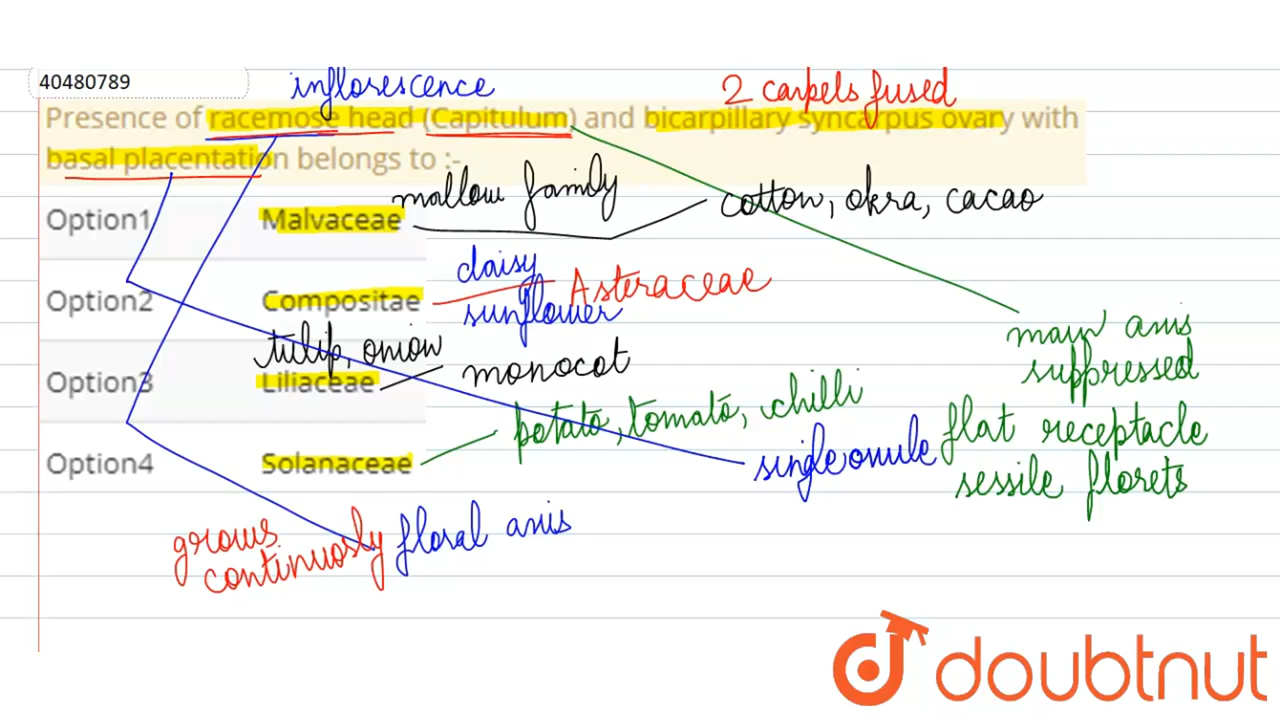 40480789
inflorescence
2 carpels fused
Presence of racemose head (Capitulum) and bicarpillary syncarpus ovary with
basal placentation belongs to :-
mallow family
cotton, okra, cacao
Option1 Malvaceae
daisy
Asteraceae
Option2 Compositae
sunflower
main axis
suppressed
tulip, onion
monocot
Option3 Liliaceae
potato, tomato, chilli
flat receptacle
sessile florets
Option4 Solanaceae
single ovule
grows
continuosly
floral axis
doubtnut